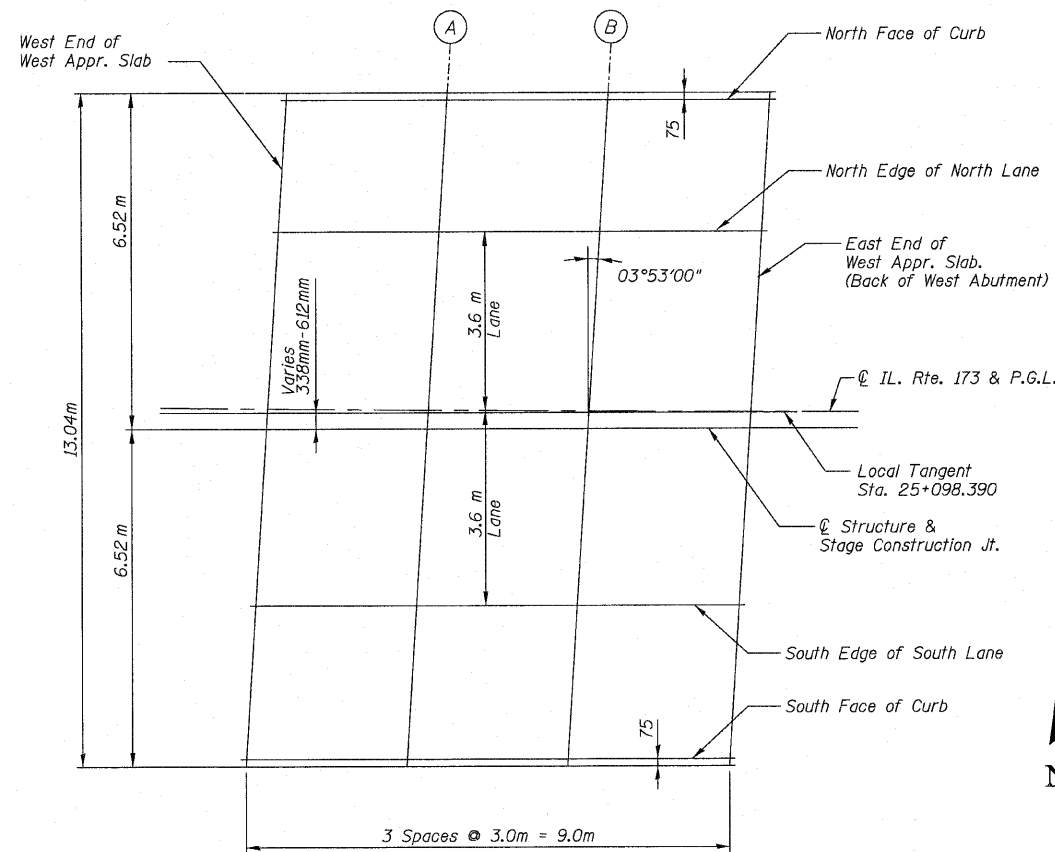 A
B
West End of
West Appr. Slab
North Face of Curb
75
North Edge of North Lane
6.52 m
East End of
West Appr. Slab.
(Back of West Abutment)
03°53'00"
3.6 m
Lane
Varies
338mm-612mm
℄ IL. Rte. 173 & P.G.L.
13.04m
Local Tangent
Sta. 25+098.390
3.6 m
Lane
6.52 m
℄ Structure &
Stage Construction Jt.
South Edge of South Lane
South Face of Curb
75
N
3 Spaces @ 3.0m = 9.0m